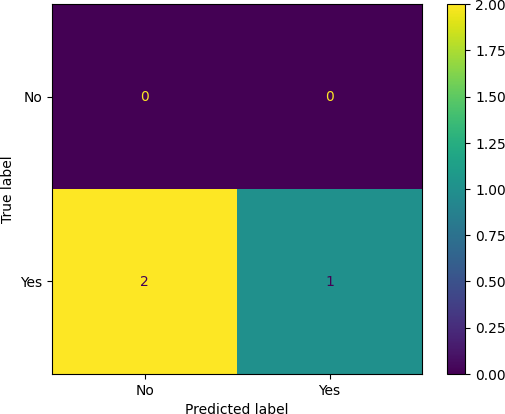 True label
No
Yes
0 0
2 1
No Yes
Predicted label
2.00
1.75
1.50
1.25
1.00
0.75
0.50
0.25
0.00